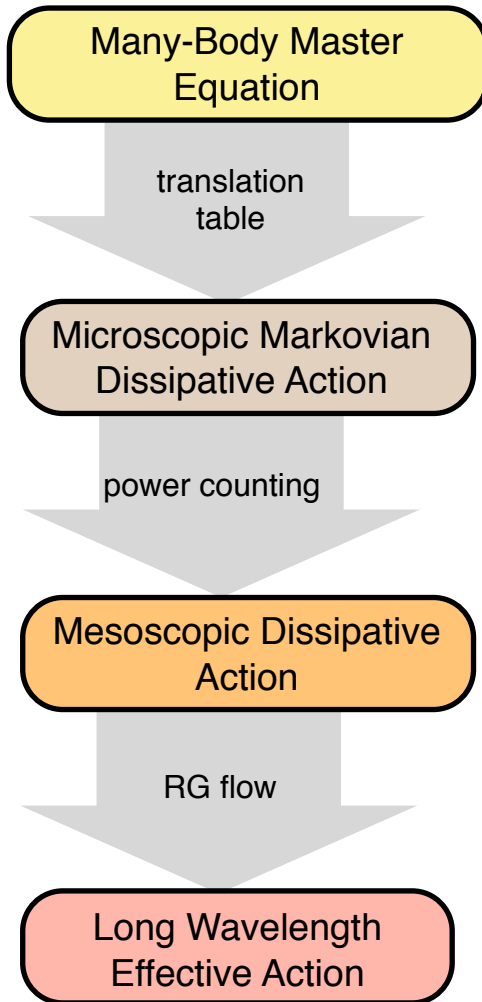 Many-Body Master
Equation
translation
table
Microscopic Markovian
Dissipative Action
power counting
Mesoscopic Dissipative
Action
RG flow
Long Wavelength
Effective Action